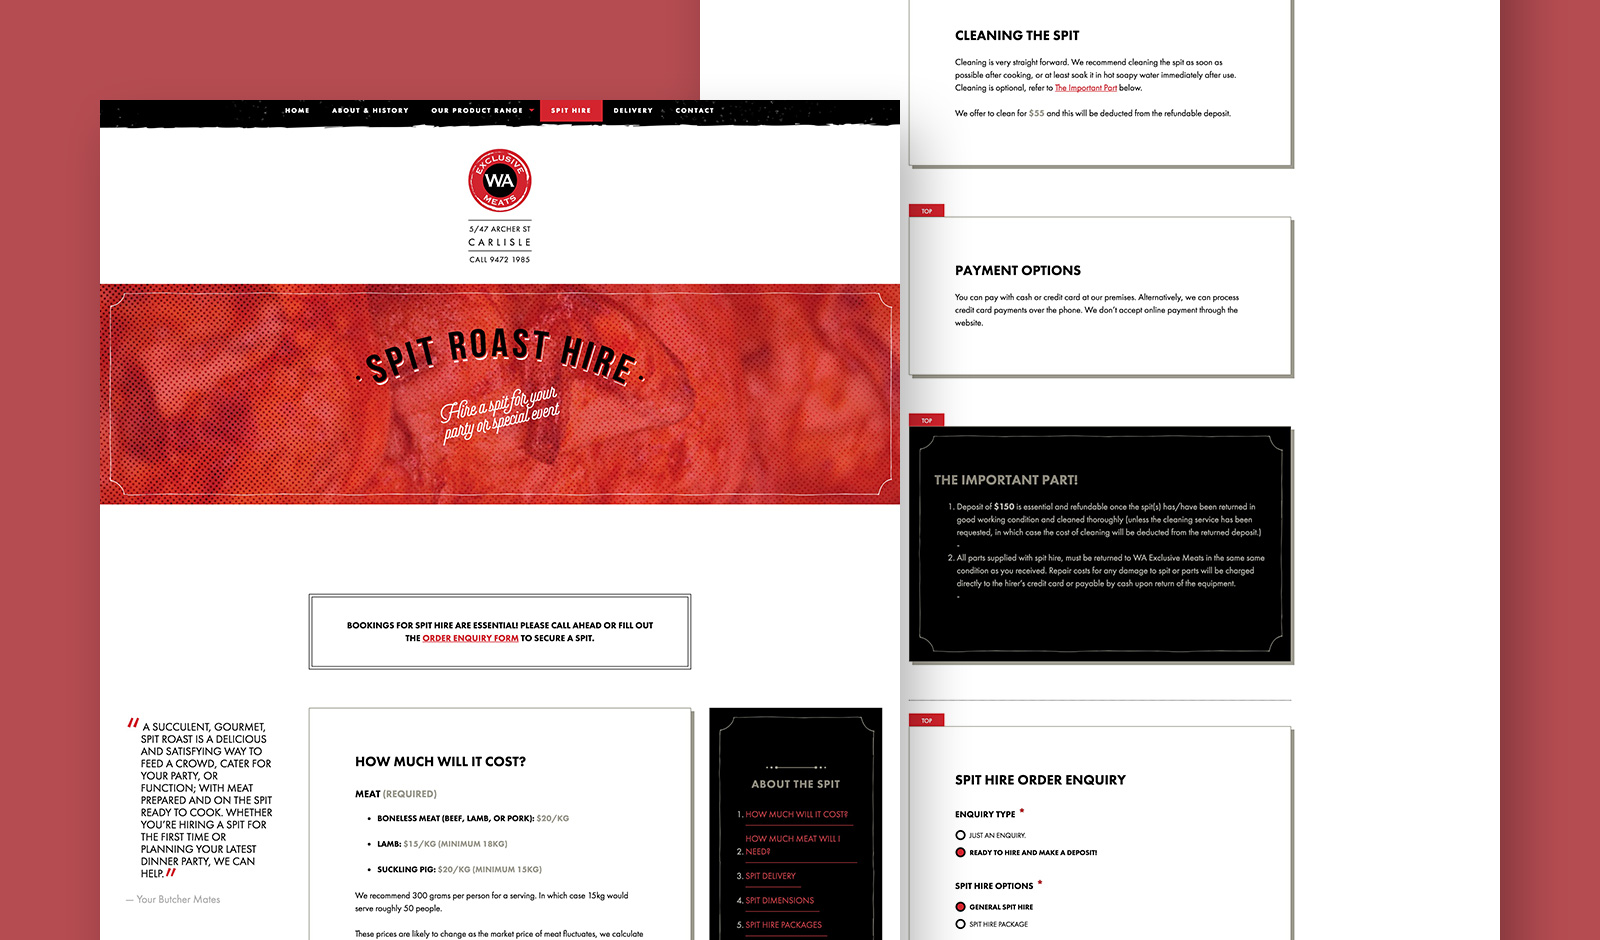 HOME ABOUT & HISTORY OUR PRODUCT RANGE SPIT HIRE DELIVERY CONTACT
EXCLUSIVE
WA
MEATS
5/47 ARCHER ST
CARLISLE
CALL 9472 1985
· SPIT ROAST HIRE ·
Hire a spit for your
party or special event
BOOKINGS FOR SPIT HIRE ARE ESSENTIAL! PLEASE CALL AHEAD OR FILL OUT
THE ORDER ENQUIRY FORM TO SECURE A SPIT.
“ A SUCCULENT, GOURMET,
SPIT ROAST IS A DELICIOUS
AND SATISFYING WAY TO
FEED A CROWD, CATER FOR
YOUR PARTY, OR
FUNCTION; WITH MEAT
PREPARED AND ON THE SPIT
READY TO COOK. WHETHER
YOU’RE HIRING A SPIT FOR
THE FIRST TIME OR
PLANNING YOUR LATEST
DINNER PARTY, WE CAN
HELP. ”
— Your Butcher Mates
HOW MUCH WILL IT COST?
MEAT (REQUIRED)
• BONELESS MEAT (BEEF, LAMB, OR PORK): $20/KG
• LAMB: $15/KG (MINIMUM 18KG)
• SUCKLING PIG: $20/KG (MINIMUM 15KG)
We recommend 300 grams per person for a serving. In which case 15kg would
serve roughly 50 people.
These prices are likely to change as the market price of meat fluctuates, we calculate
ABOUT THE SPIT
1. HOW MUCH WILL IT COST?
HOW MUCH MEAT WILL I
2. NEED?
3. SPIT DELIVERY
4. SPIT DIMENSIONS
5. SPIT HIRE PACKAGES
CLEANING THE SPIT
Cleaning is very straight forward. We recommend cleaning the spit as soon as
possible after cooking, or at least soak it in hot soapy water immediately after use.
Cleaning is optional, refer to The Important Part below.
We offer to clean for $55 and this will be deducted from the refundable deposit.
TOP
PAYMENT OPTIONS
You can pay with cash or credit card at our premises. Alternatively, we can process
credit card payments over the phone. We don’t accept online payment through the
website.
TOP
THE IMPORTANT PART!
1. Deposit of $150 is essential and refundable once the spit(s) has/have been returned in
good working condition and cleaned thoroughly (unless the cleaning service has been
requested, in which case the cost of cleaning will be deducted from the returned deposit.)
-
2. All parts supplied with spit hire, must be returned to WA Exclusive Meats in the same same
condition as you received. Repair costs for any damage to spit or parts will be charged
directly to the hirer’s credit card or payable by cash upon return of the equipment.
-
TOP
SPIT HIRE ORDER ENQUIRY
ENQUIRY TYPE *
JUST AN ENQUIRY.
READY TO HIRE AND MAKE A DEPOSIT!
SPIT HIRE OPTIONS *
GENERAL SPIT HIRE
SPIT HIRE PACKAGE